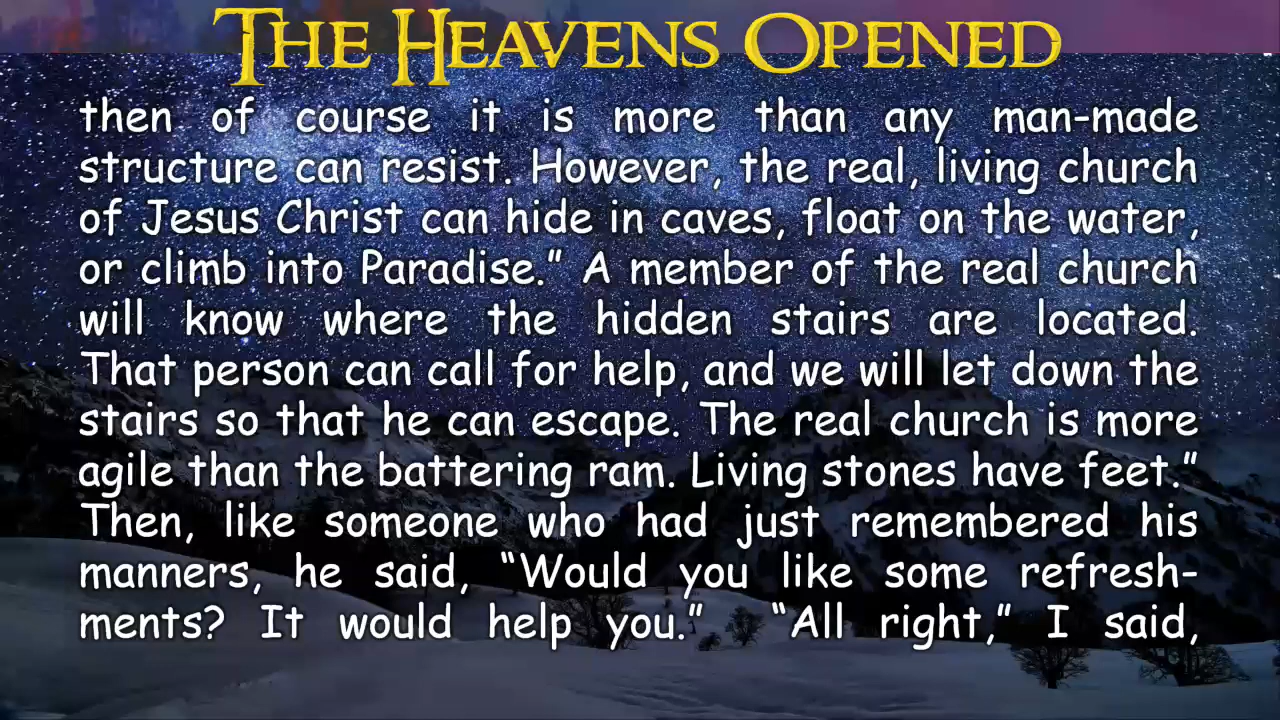 THE HEAVENS OPENED
then of course it is more than any man-made
structure can resist. However, the real, living church
of Jesus Christ can hide in caves, float on the water,
or climb into Paradise.” A member of the real church
will know where the hidden stairs are located.
That person can call for help, and we will let down the
stairs so that he can escape. The real church is more
agile than the battering ram. Living stones have feet.”
Then, like someone who had just remembered his
manners, he said, “Would you like some refresh-
ments? It would help you.” “All right,” I said,